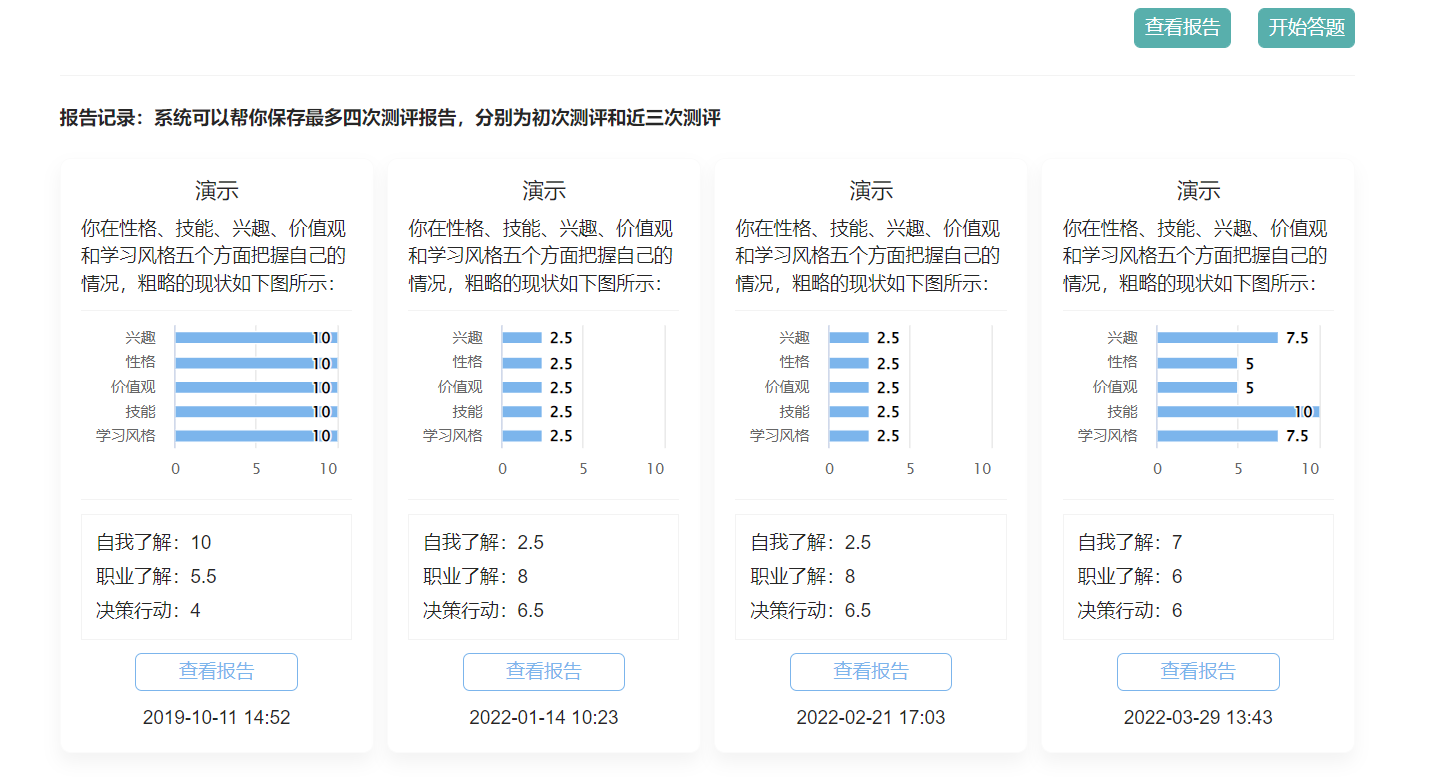 查看报告 开始答题
报告记录：系统可以帮你保存最多四次测评报告，分别为初次测评和近三次测评
演示
你在性格、技能、兴趣、价值观
和学习风格五个方面把握自己的
情况，粗略的现状如下图所示：
兴趣 10
性格 10
价值观 10
技能 10
学习风格 10
0 5 10
自我了解：10
职业了解：5.5
决策行动：4
查看报告
2019-10-11 14:52
演示
你在性格、技能、兴趣、价值观
和学习风格五个方面把握自己的
情况，粗略的现状如下图所示：
兴趣 2.5
性格 2.5
价值观 2.5
技能 2.5
学习风格 2.5
0 5 10
自我了解：2.5
职业了解：8
决策行动：6.5
查看报告
2022-01-14 10:23
演示
你在性格、技能、兴趣、价值观
和学习风格五个方面把握自己的
情况，粗略的现状如下图所示：
兴趣 2.5
性格 2.5
价值观 2.5
技能 2.5
学习风格 2.5
0 5 10
自我了解：2.5
职业了解：8
决策行动：6.5
查看报告
2022-02-21 17:03
演示
你在性格、技能、兴趣、价值观
和学习风格五个方面把握自己的
情况，粗略的现状如下图所示：
兴趣 7.5
性格 5
价值观 5
技能 10
学习风格 7.5
0 5 10
自我了解：7
职业了解：6
决策行动：6
查看报告
2022-03-29 13:43